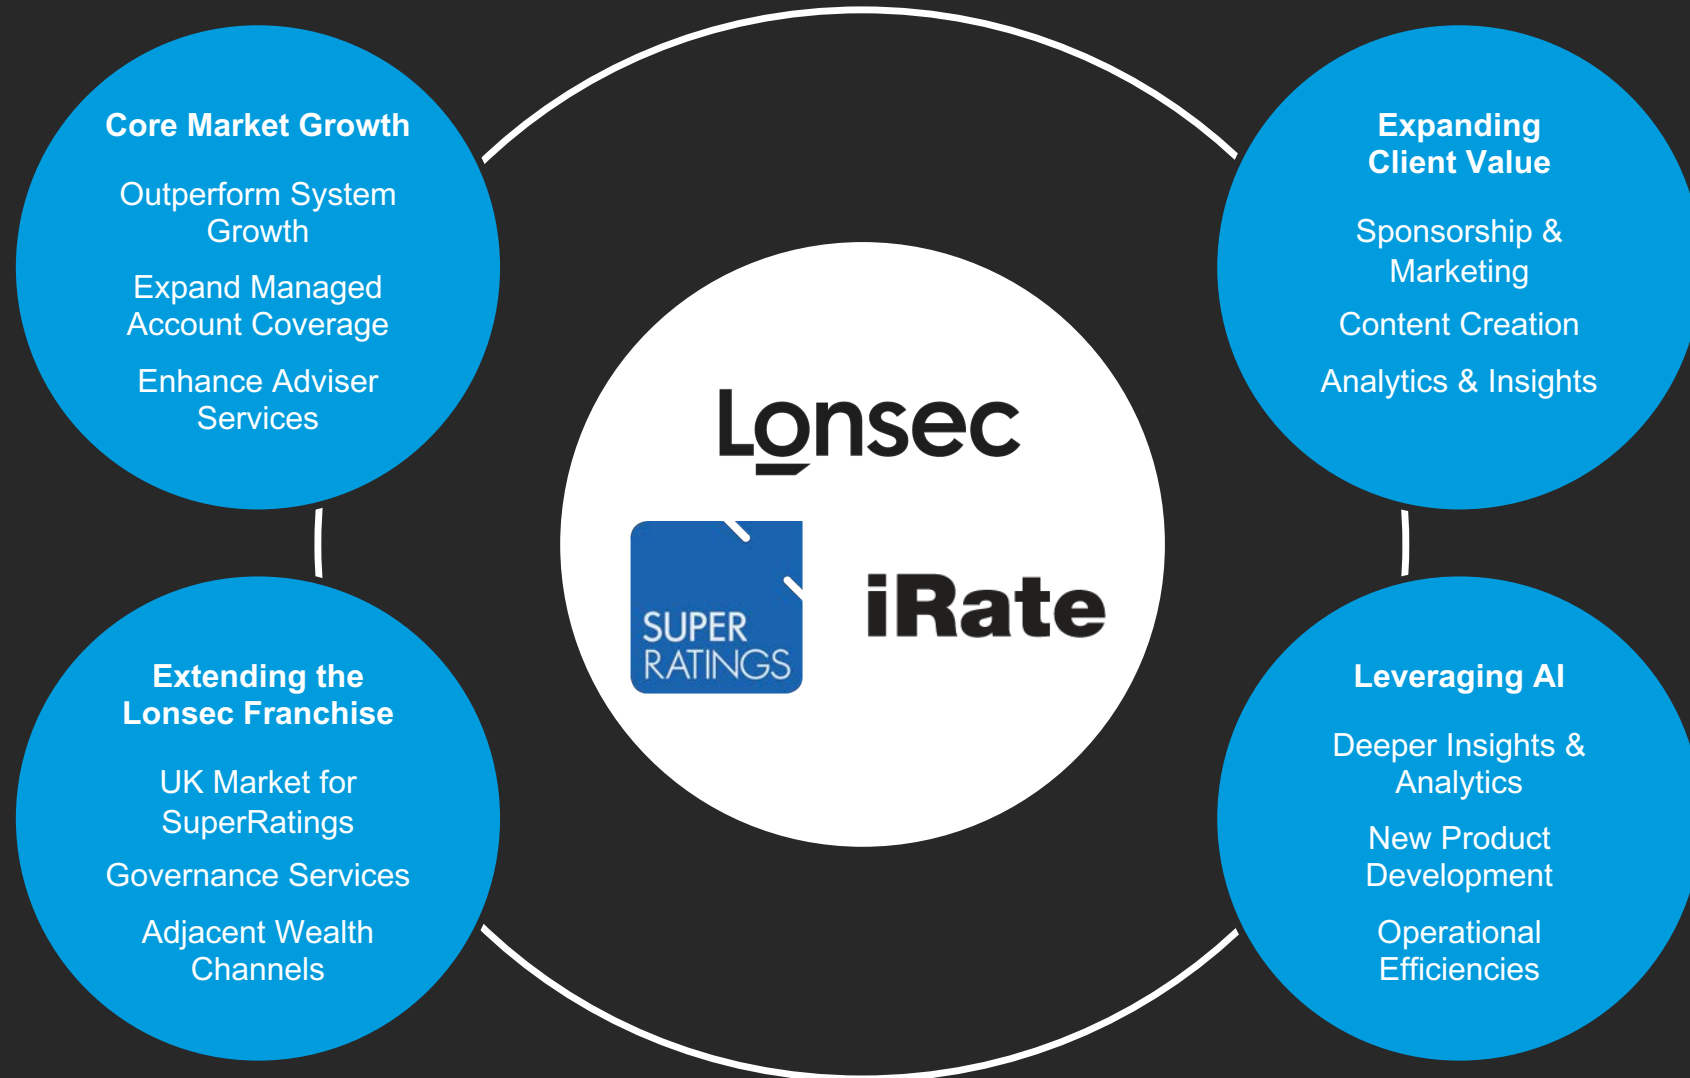 Core Market Growth
Outperform System
Growth
Expand Managed
Account Coverage
Enhance Adviser
Services
Expanding
Client Value
Sponsorship &
Marketing
Content Creation
Analytics & Insights
Lonsec
SUPER
RATINGS
iRate
Extending the
Lonsec Franchise
UK Market for
SuperRatings
Governance Services
Adjacent Wealth
Channels
Leveraging AI
Deeper Insights &
Analytics
New Product
Development
Operational
Efficiencies